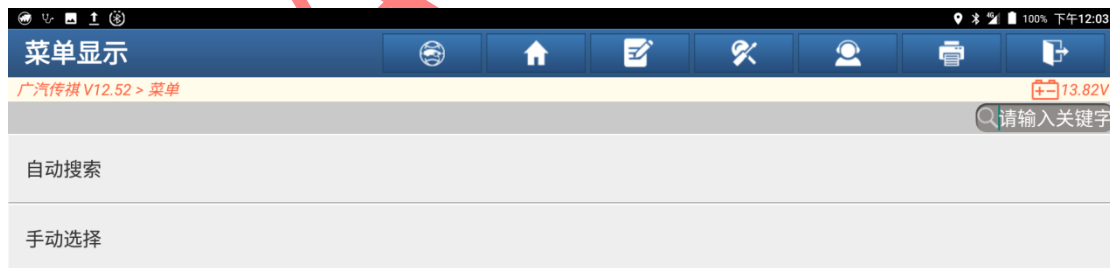 4G 100% 下午12:03
菜单显示
广汽传祺 V12.52 > 菜单 13.82V
请输入关键字
自动搜索
手动选择